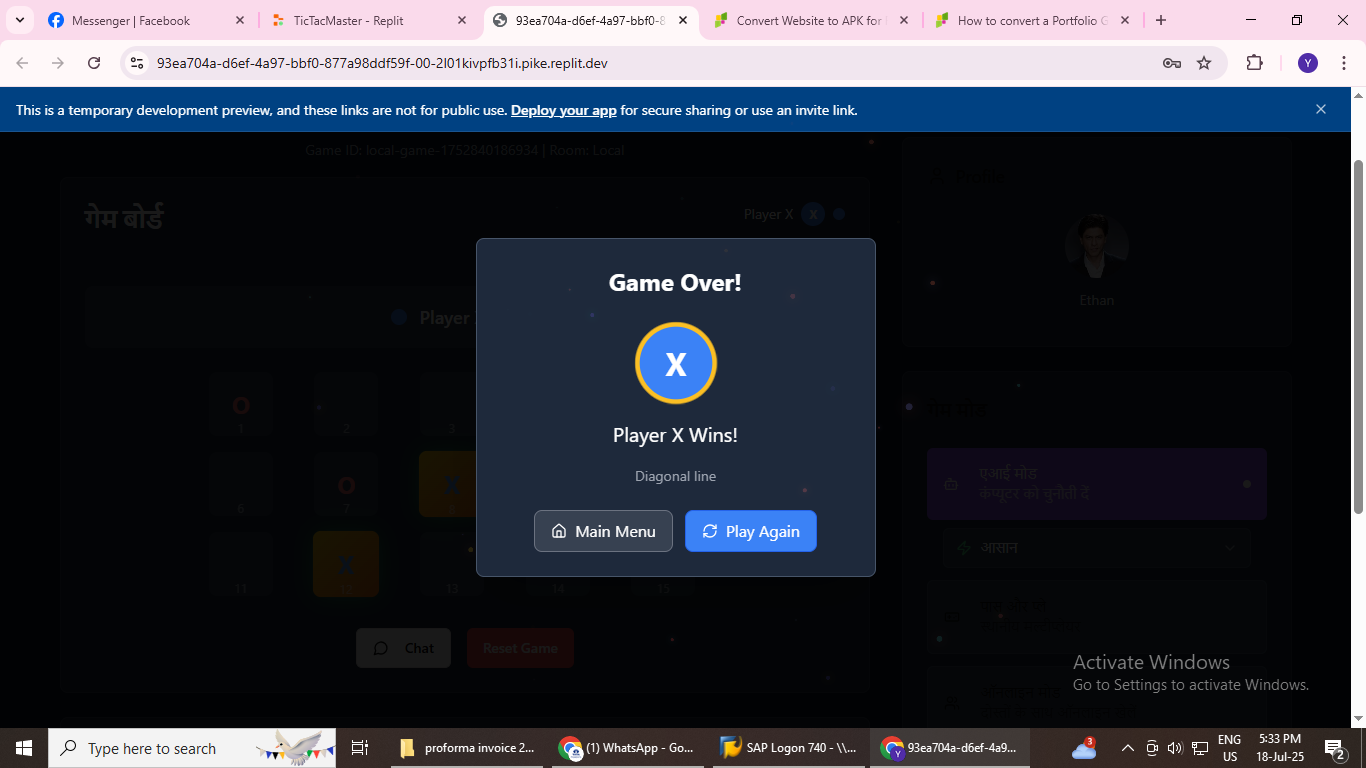 Messenger | Facebook
TicTacMaster - Replit
93ea704a-d6ef-4a97-bbf0-8
Convert Website to APK for
How to convert a Portfolio G
93ea704a-d6ef-4a97-bbf0-877a98ddf59f-00-2l01kivpfb31i.pike.replit.dev
Y
This is a temporary development preview, and these links are not for public use. Deploy your app for secure sharing or use an invite link.
Game ID: local-game-1752840186934 | Room: Local
Profile
गेम बोर्ड
Player X X
Ethan
Player
Game Over!
X
Player X Wins!
Diagonal line
Main Menu
Play Again
O
1
2
3
6
O
7
X
11
X
12
13
14
15
Chat
Reset Game
गेम मोड
एआई मोड
कंप्यूटर को चुनौती दें
आसान
Activate Windows
Go to Settings to activate Windows.
Type here to search
proforma invoice 2...
(1) WhatsApp - Go...
SAP Logon 740 - \\...
93ea704a-d6ef-4a9...
3
ENG
US
5:33 PM
18-Jul-25
2